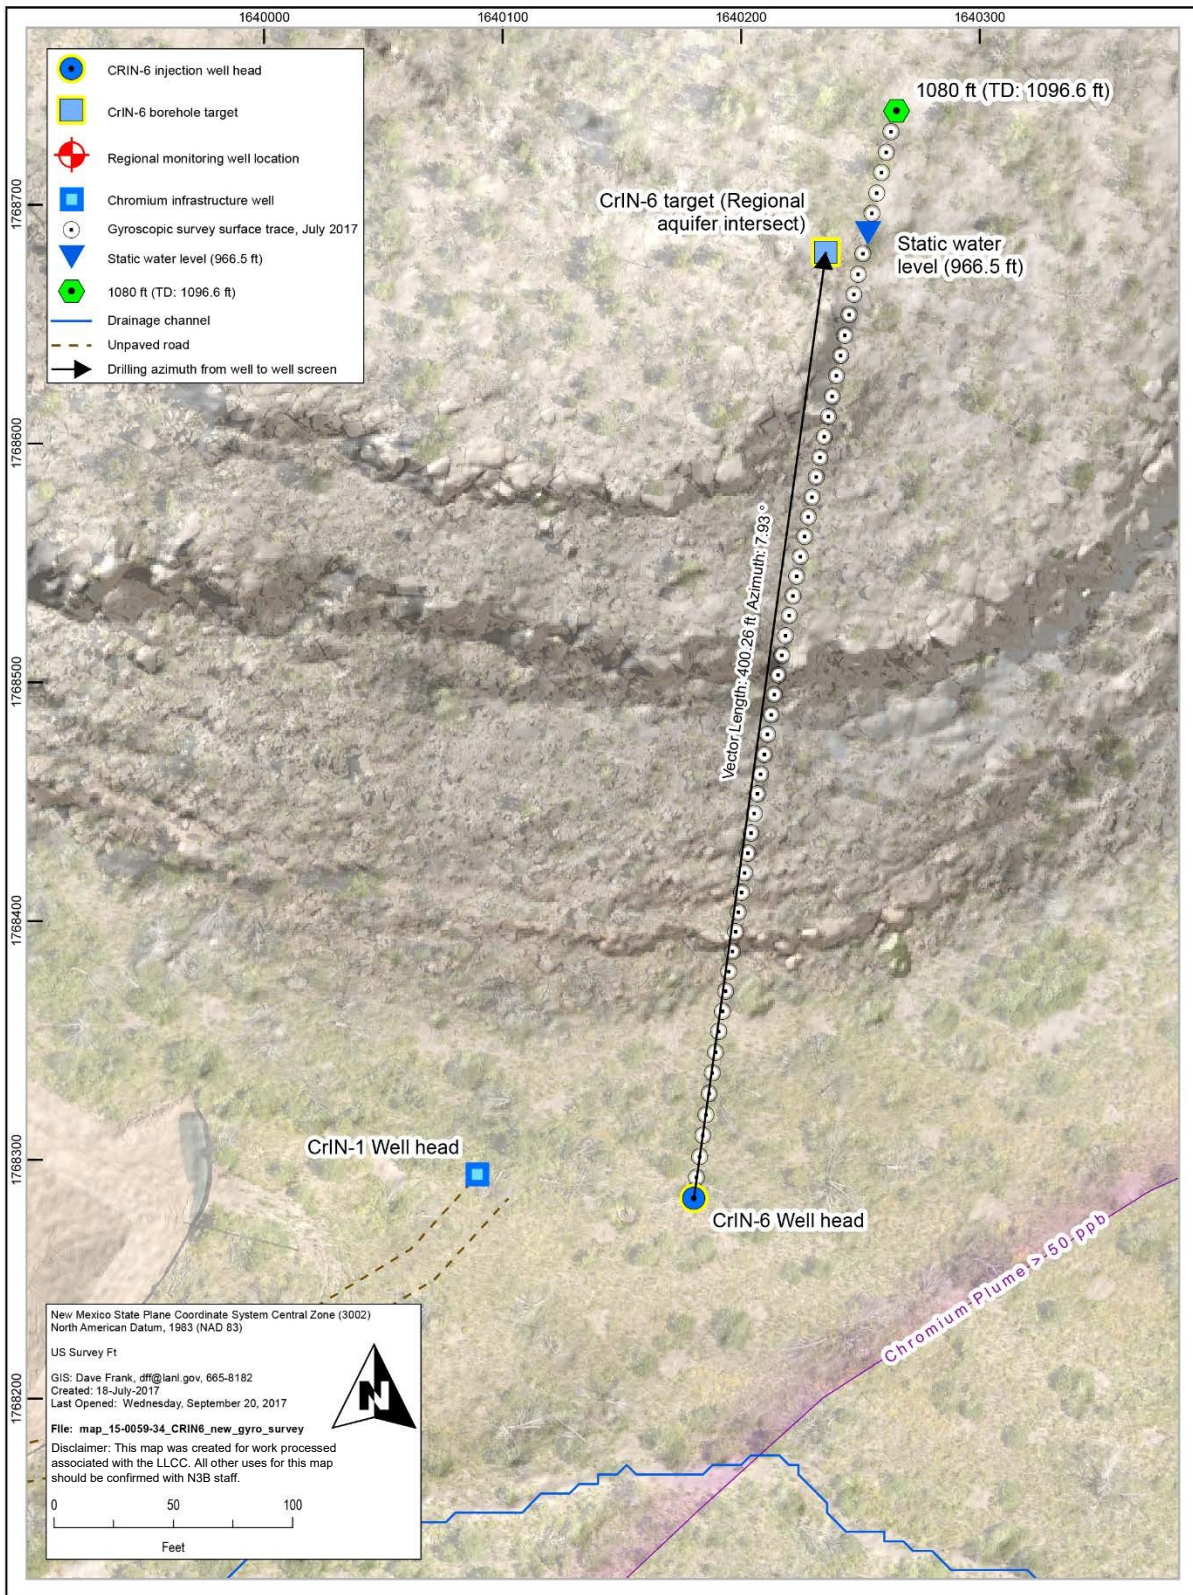 1640000 1640100 1640200 1640300
CRIN-6 injection well head
CrIN-6 borehole target
Regional monitoring well location
Chromium infrastructure well
Gyroscopic survey surface trace, July 2017
Static water level (966.5 ft)
1080 ft (TD: 1096.6 ft)
Drainage channel
Unpaved road
Drilling azimuth from well to well screen
1080 ft (TD: 1096.6 ft)
CrIN-6 target (Regional
aquifer intersect)
Static water
level (966.5 ft)
1768700
1768600
1768500
1768400
1768300
1768200
Vector Length: 400.26 ft Azimuth: 7.93 °
CrIN-1 Well head
CrIN-6 Well head
Chromium Plume > 50-ppb
New Mexico State Plane Coordinate System Central Zone (3002)
North American Datum, 1983 (NAD 83)
US Survey Ft
GIS: Dave Frank, dff@lanl.gov, 665-8182
Created: 18-July-2017
Last Opened: Wednesday, September 20, 2017
File: map_15-0059-34_CRIN6_new_gyro_survey
Disclaimer: This map was created for work processed
associated with the LLCC. All other uses for this map
should be confirmed with N3B staff.
N
0 50 100
Feet